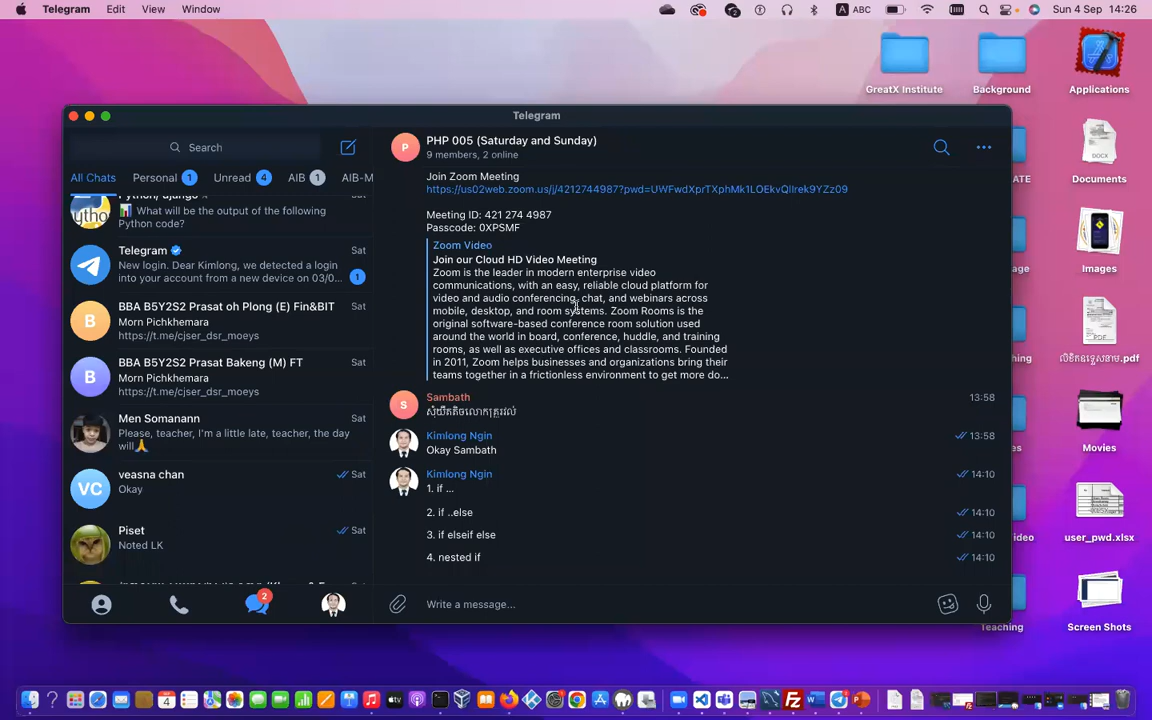 Telegram Edit View Window
ABC Sun 4 Sep 14:26
GreatX Institute
Background
Applications
Documents
Images
Movies
user_pwd.xlsx
Teaching
Screen Shots
Telegram
Search
All Chats Personal 1 Unread 4 AIB 1 AIB-M
What will be the output of the following
Python code?
Telegram Sat
New login. Dear Kimlong, we detected a login
into your account from a new device on 03/0... 1
BBA B5Y2S2 Prasat oh Plong (E) Fin&BIT
Morn Pichkhemara
https://t.me/cjser_dsr_moeys
BBA B5Y2S2 Prasat Bakeng (M) FT
Morn Pichkhemara
https://t.me/cjser_dsr_moeys
Men Somanann Sat
Please, teacher, I'm a little late, teacher, the day
will🙏
VC
veasna chan Sat
Okay
Piset Sat
Noted LK
2
P
PHP 005 (Saturday and Sunday)
9 members, 2 online
Join Zoom Meeting
https://us02web.zoom.us/j/4212744987?pwd=UWFwdXprTXphMk1LOEkvQllrek9YZz09
Meeting ID: 421 274 4987
Passcode: 0XPSMF
Zoom Video
Join our Cloud HD Video Meeting
Zoom is the leader in modern enterprise video
communications, with an easy, reliable cloud platform for
video and audio conferencing, chat, and webinars across
mobile, desktop, and room systems. Zoom Rooms is the
original software-based conference room solution used
around the world in board, conference, huddle, and training
rooms, as well as executive offices and classrooms. Founded
in 2011, Zoom helps businesses and organizations bring their
teams together in a frictionless environment to get more do...
S
Sambath 13:58
Kimlong Ngin 13:58
Okay Sambath
Kimlong Ngin 14:10
1. if ...
2. if ..else 14:10
3. if elseif else 14:10
4. nested if 14:10
Write a message...